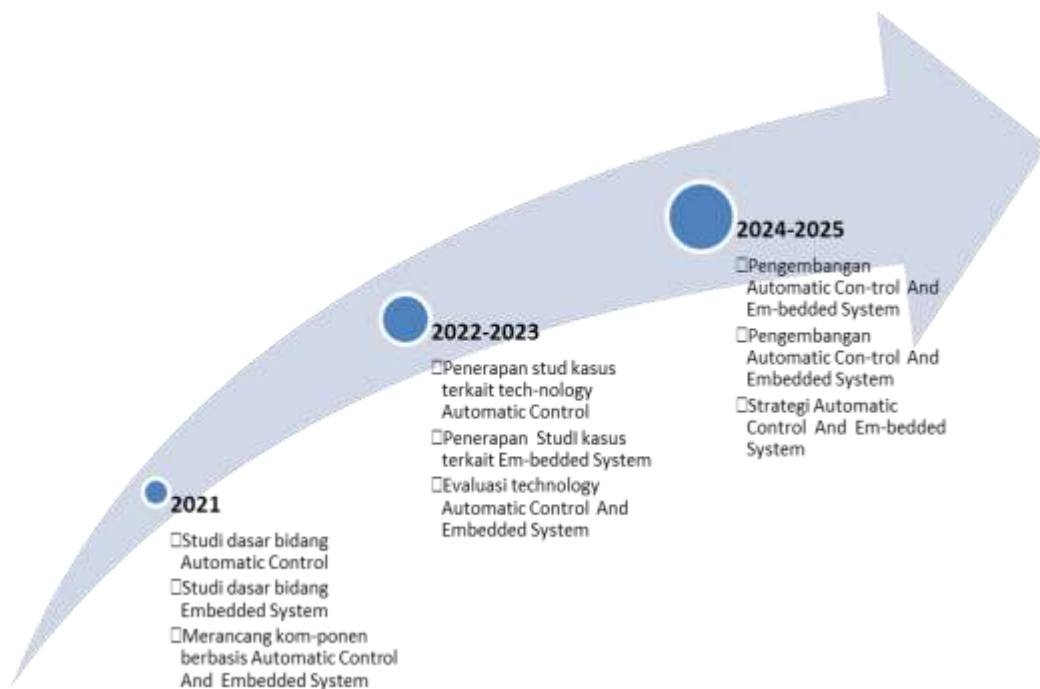 2024-2025
□Pengembangan
Automatic Con-trol And
Em-bedded System
□Pengembangan
Automatic Con-trol And
Embedded System
□Strategi Automatic
Control And Em-bedded
System
2022-2023
□Penerapan stud kasus
terkait tech-nology
Automatic Control
□Penerapan Studi kasus
terkait Em-bedded System
□Evaluasi technology
Automatic Control And
Embedded System
2021
□Studi dasar bidang
Automatic Control
□Studi dasar bidang
Embedded System
□Merancang kom-ponen
berbasis Automatic Control
And Embedded System